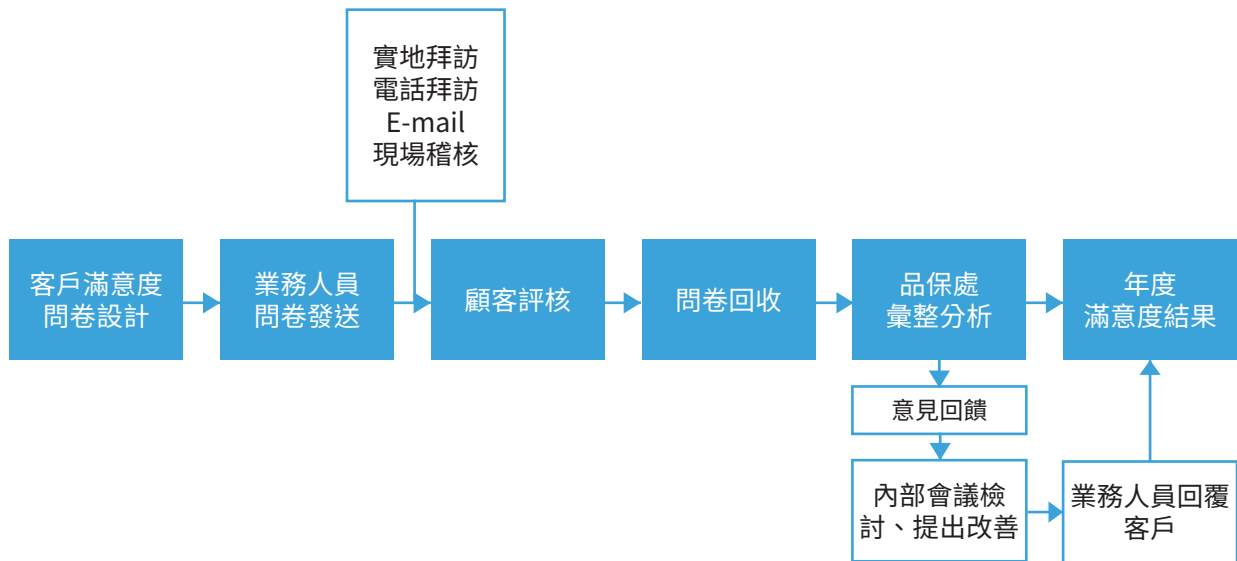 實地拜訪
電話拜訪
E-mail
現場稽核
客戶滿意度
問卷設計
業務人員
問卷發送
顧客評核
問卷回收
品保處
彙整分析
年度
滿意度結果
意見回饋
內部會議檢
討、提出改善
業務人員回覆
客戶